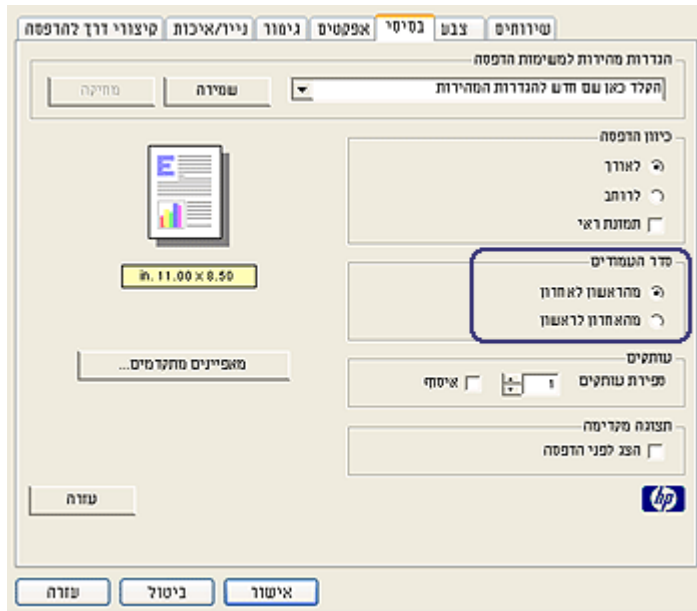 שירותים צבע בסיסי אפקטים גימור נייר/איכות קיצורי דרך להדפסה
הגדרות מהירות למשימות הדפסה
הקלד כאן שם חדש להגדרות המהירות שמירה מחיקה
כיוון הדפסה
לאורך
לרוחב
תמונת ראי
E
in. 11.00 x 8.50
סדר העמודים
מהראשון לאחרון
מהאחרון לראשון
מאפיינים מתקדמים...
עותקים
ספירת עותקים 1 איסוף
תצוגה מקדימה
הצג לפני הדפסה
עזרה
hp
אישור ביטול עזרה